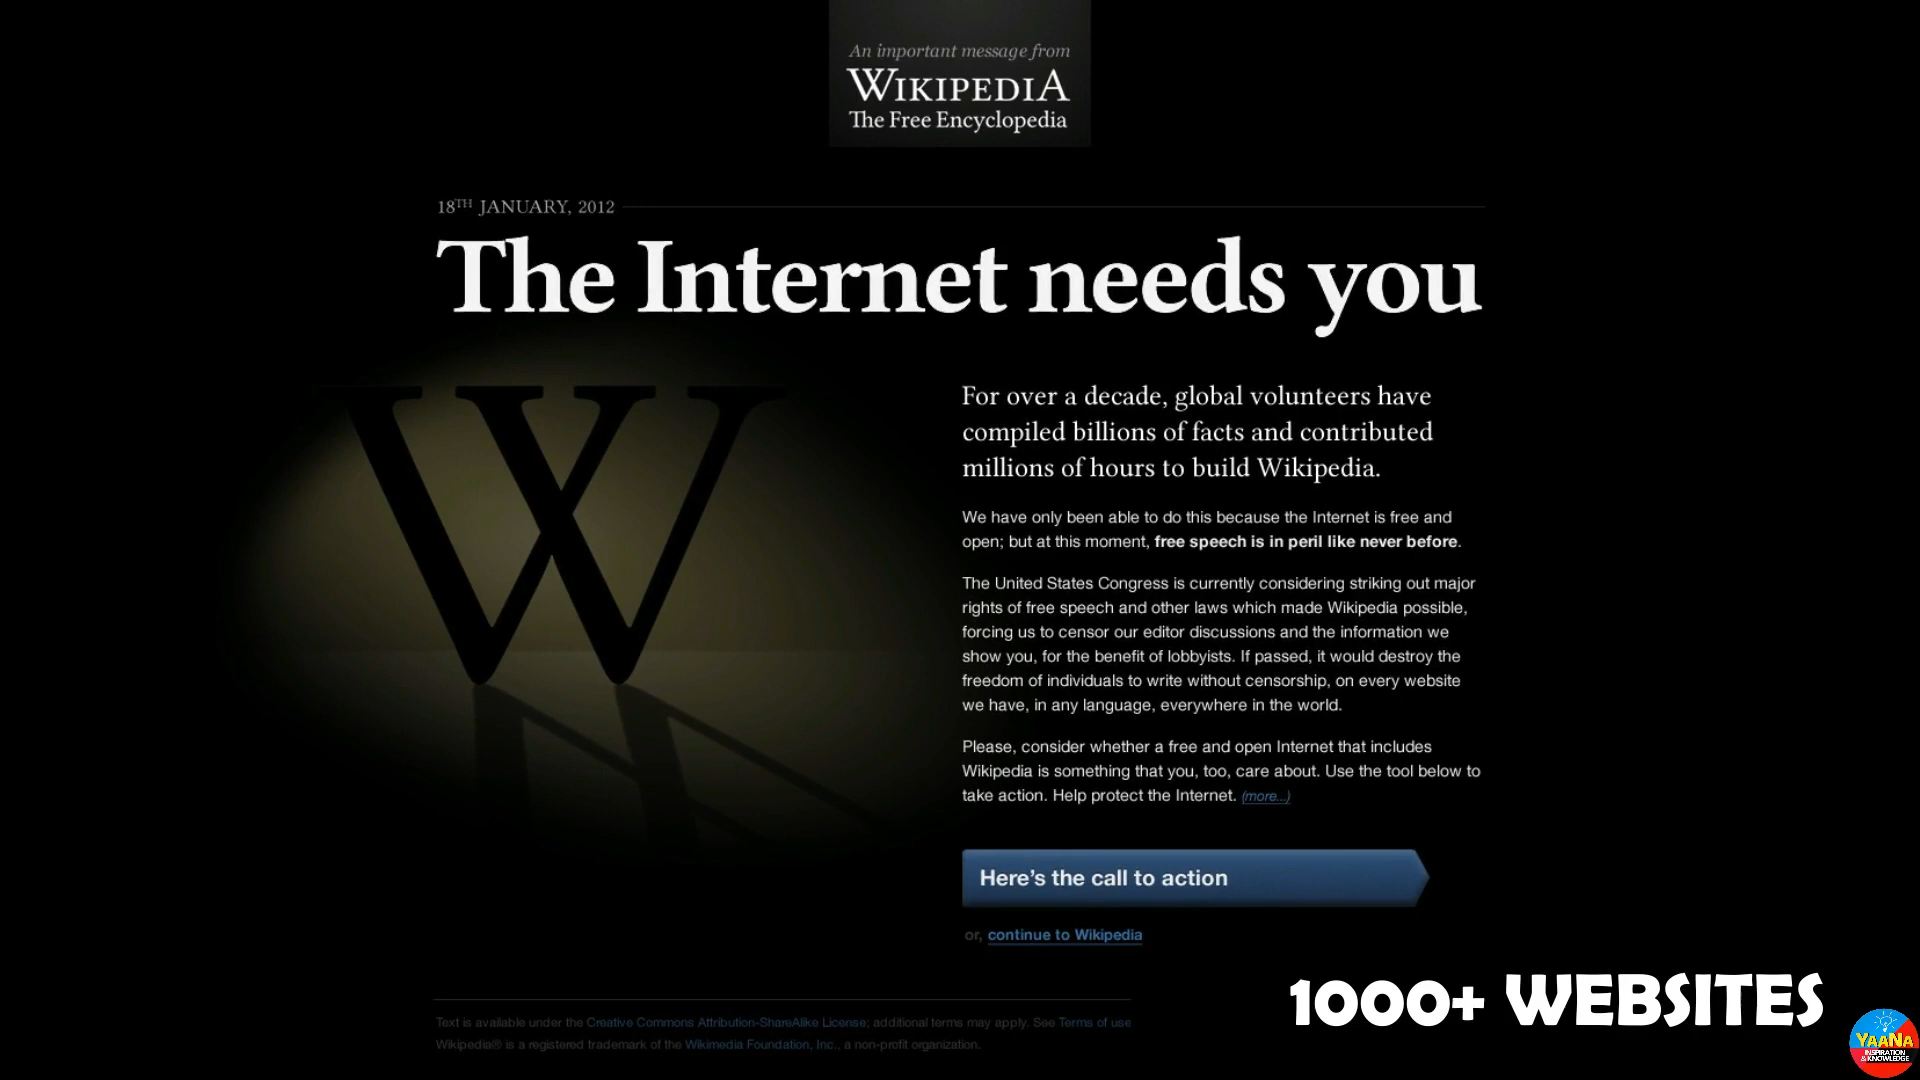 An important message from
WIKIPEDIA
The Free Encyclopedia
18TH JANUARY, 2012
The Internet needs you
For over a decade, global volunteers have
compiled billions of facts and contributed
millions of hours to build Wikipedia.
We have only been able to do this because the Internet is free and
open; but at this moment, free speech is in peril like never before.
The United States Congress is currently considering striking out major
rights of free speech and other laws which made Wikipedia possible,
forcing us to censor our editor discussions and the information we
show you, for the benefit of lobbyists. If passed, it would destroy the
freedom of individuals to write without censorship, on every website
we have, in any language, everywhere in the world.
Please, consider whether a free and open Internet that includes
Wikipedia is something that you, too, care about. Use the tool below to
take action. Help protect the Internet. (more...)
Here's the call to action
or, continue to Wikipedia
1000+ WEBSITES
Text is available under the Creative Commons Attribution-ShareAlike License; additional terms may apply. See Terms of use
Wikipedia® is a registered trademark of the Wikimedia Foundation, Inc., a non-profit organization.
YAANA
INSPIRATION
& KNOWLEDGE